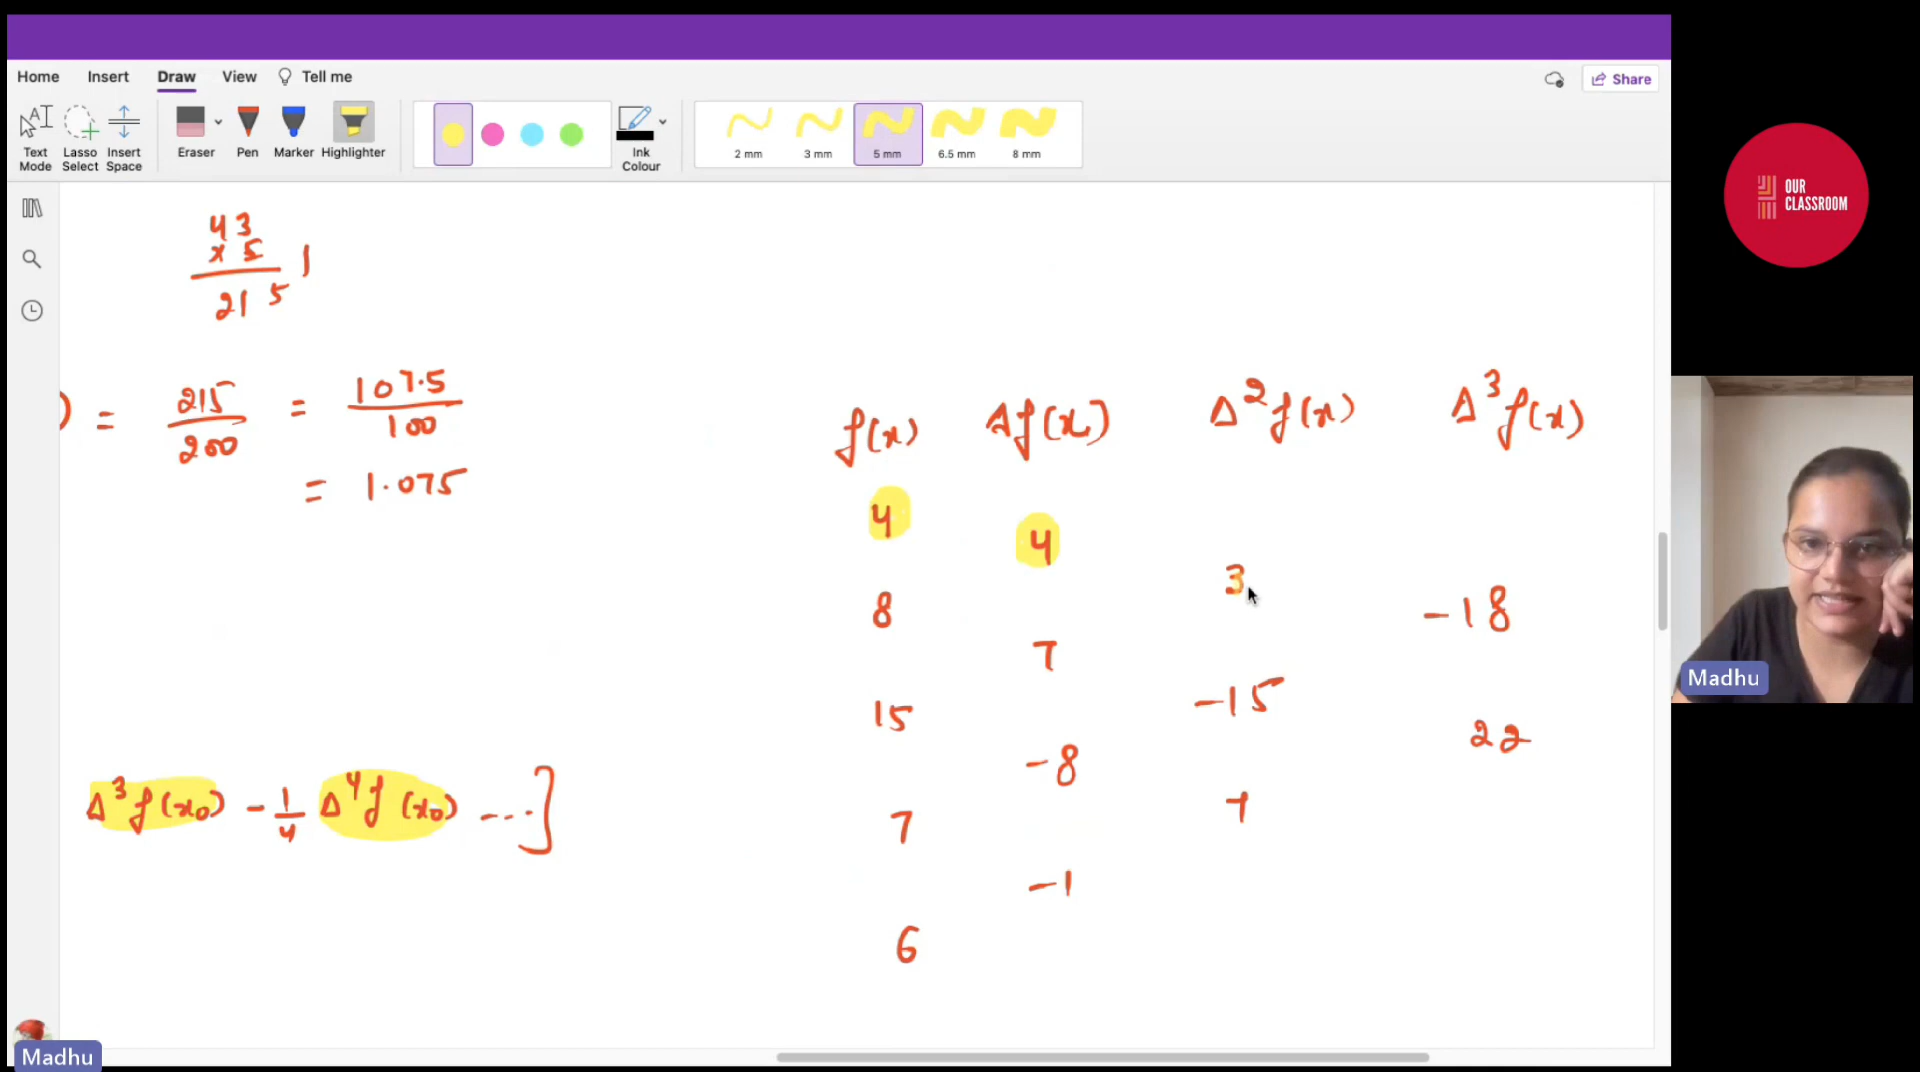 Home Insert Draw View Tell me
Share
Text Mode
Lasso Select
Insert Space
Eraser
Pen
Marker
Highlighter
Ink Colour
2 mm 3 mm 5 mm 6.5 mm 8 mm
OUR CLASSROOM
43
x 5 1
215
) = 215/200 = 107.5/100
= 1.075
f(x) Δf(x) Δ²f(x) Δ³f(x)
4
4
3
8
-18
7
15
-15
22
-8
7
7
-1
6
Δ³f(x₀) - 1/4 Δ⁴f(x₀) ...]
Madhu
Madhu